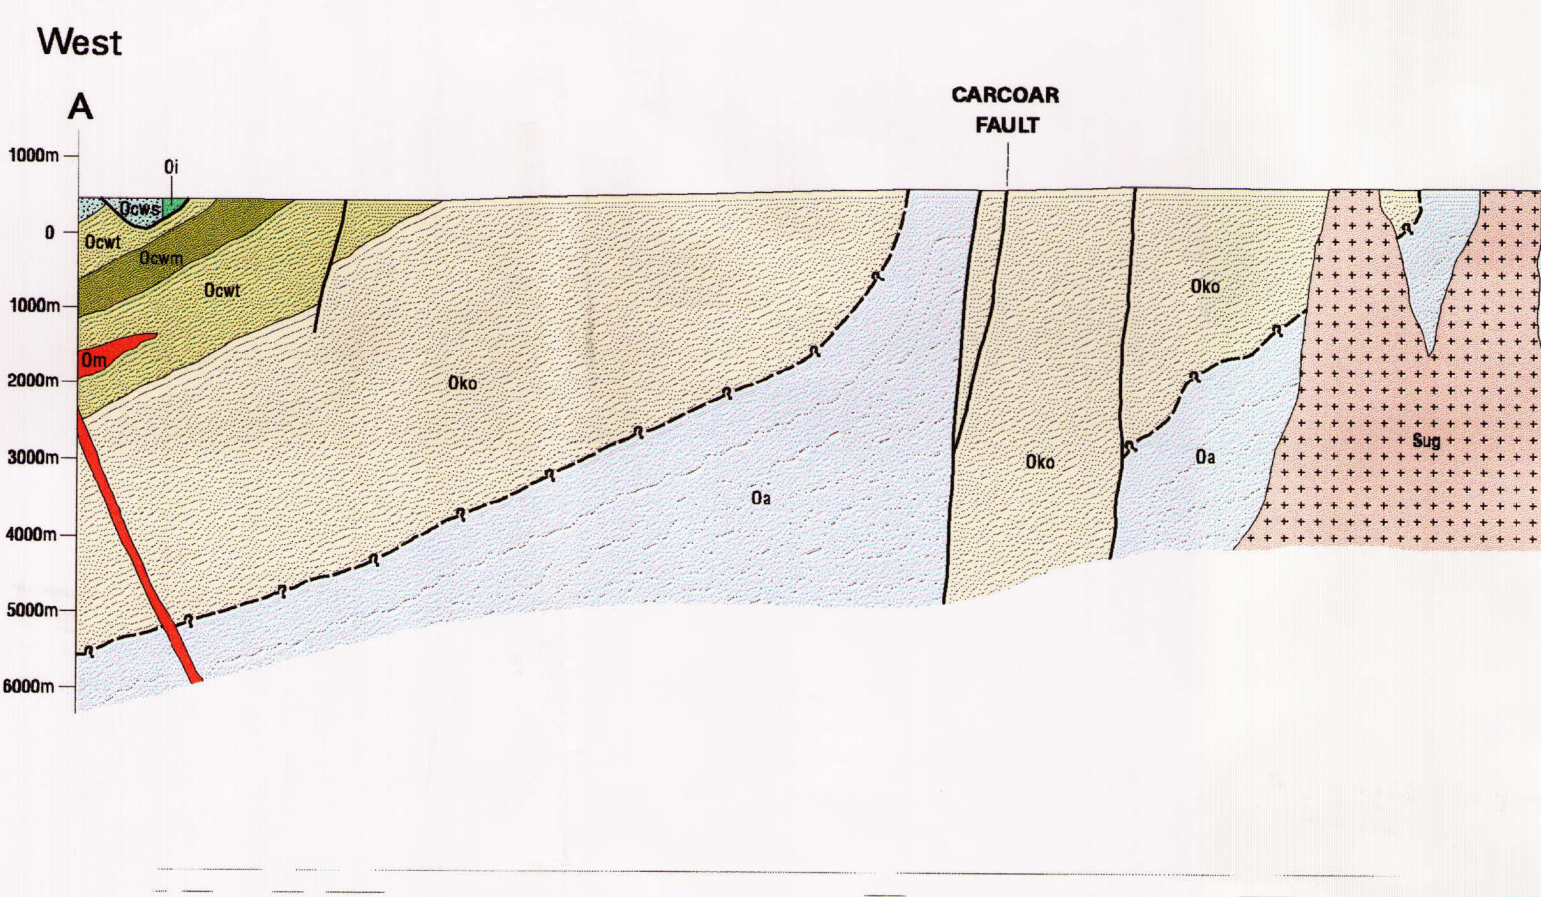 West
A
CARCOAR
FAULT
1000m
Oi
Ocws
0
Ocwt
Ocwm
Ocwt
Oko
1000m
Om
2000m
Oko
3000m
Oko
Oa
Sug
Oa
4000m
5000m
6000m
?
?
?
?
?
?
?
?
?
?
?
?
?
?